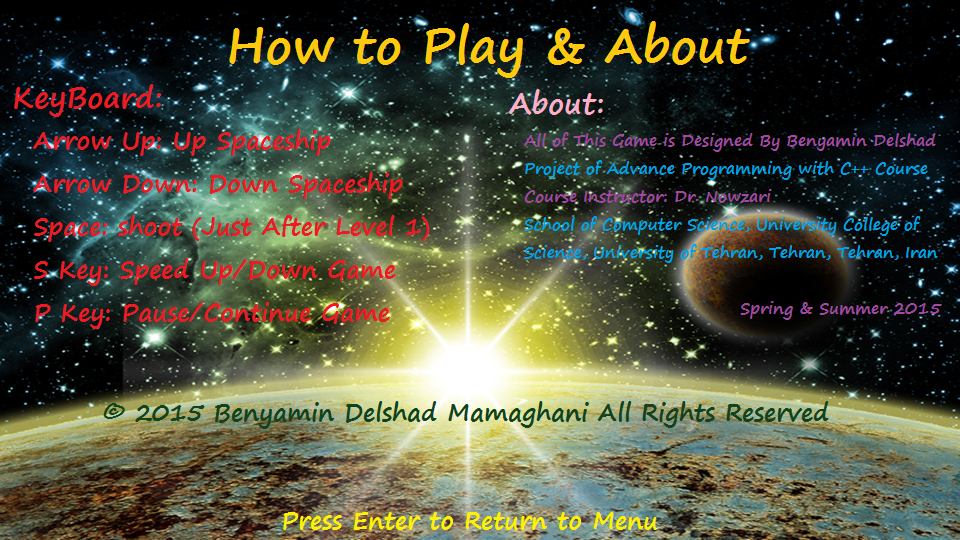 How to Play & About
KeyBoard:
Arrow Up: Up Spaceship
Arrow Down: Down Spaceship
Space: shoot (Just After Level 1)
S Key: Speed Up/Down Game
P Key: Pause/Continue Game
About:
All of This Game is Designed By Benyamin Delshad
Project of Advance Programming with C++ Course
Course Instructor: Dr. Nowzari
School of Computer Science, University College of
Science, University of Tehran, Tehran, Tehran, Iran
Spring & Summer 2015
© 2015 Benyamin Delshad Mamaghani All Rights Reserved
Press Enter to Return to Menu